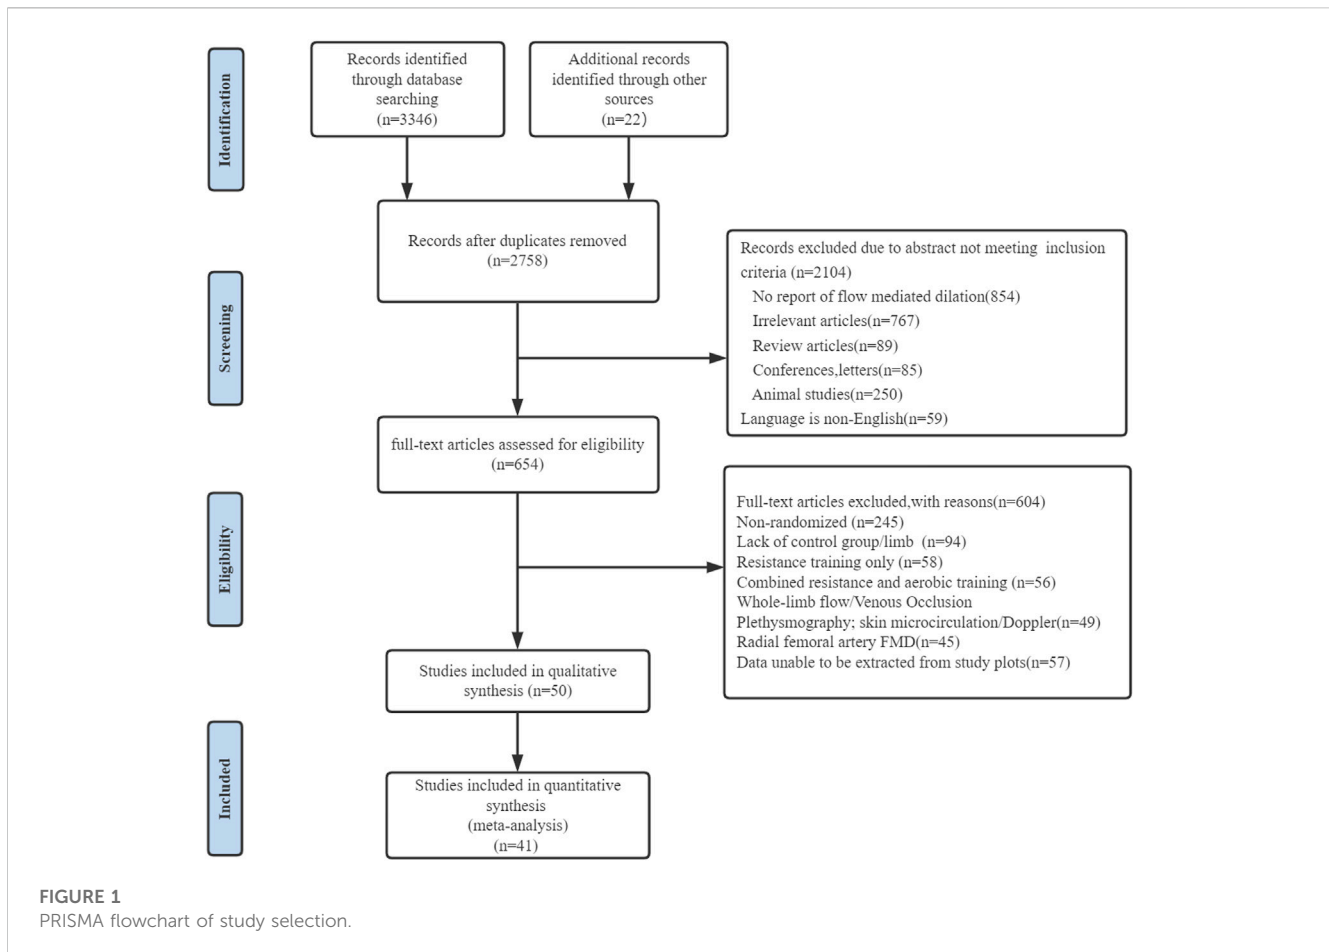 Identification
Records identified
through database
searching
(n=3346)
Additional records
identified through other
sources
(n=22)
Records after duplicates removed
(n=2758)
Screening
Records excluded due to abstract not meeting inclusion
criteria (n=2104)
No report of flow mediated dilation(854)
Irrelevant articles(n=767)
Review articles(n=89)
Conferences,letters(n=85)
Animal studies(n=250)
Language is non-English(n=59)
full-text articles assessed for eligibility
(n=654)
Eligibility
Full-text articles excluded,with reasons(n=604)
Non-randomized (n=245)
Lack of control group/limb (n=94)
Resistance training only (n=58)
Combined resistance and aerobic training (n=56)
Whole-limb flow/Venous Occlusion
Plethysmography; skin microcirculation/Doppler(n=49)
Radial femoral artery FMD(n=45)
Data unable to be extracted from study plots(n=57)
Studies included in qualitative
synthesis (n=50)
Included
Studies included in quantitative
synthesis
(meta-analysis)
(n=41)
FIGURE 1
PRISMA flowchart of study selection.